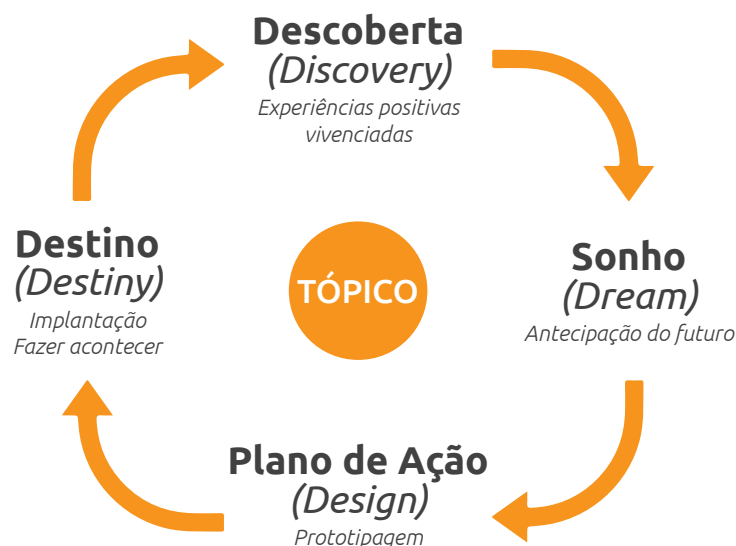 Descoberta
(Discovery)
Experiências positivas
vivenciadas
Destino
(Destiny)
Implantação
Fazer acontecer
TÓPICO
Sonho
(Dream)
Antecipação do futuro
Plano de Ação
(Design)
Prototipagem